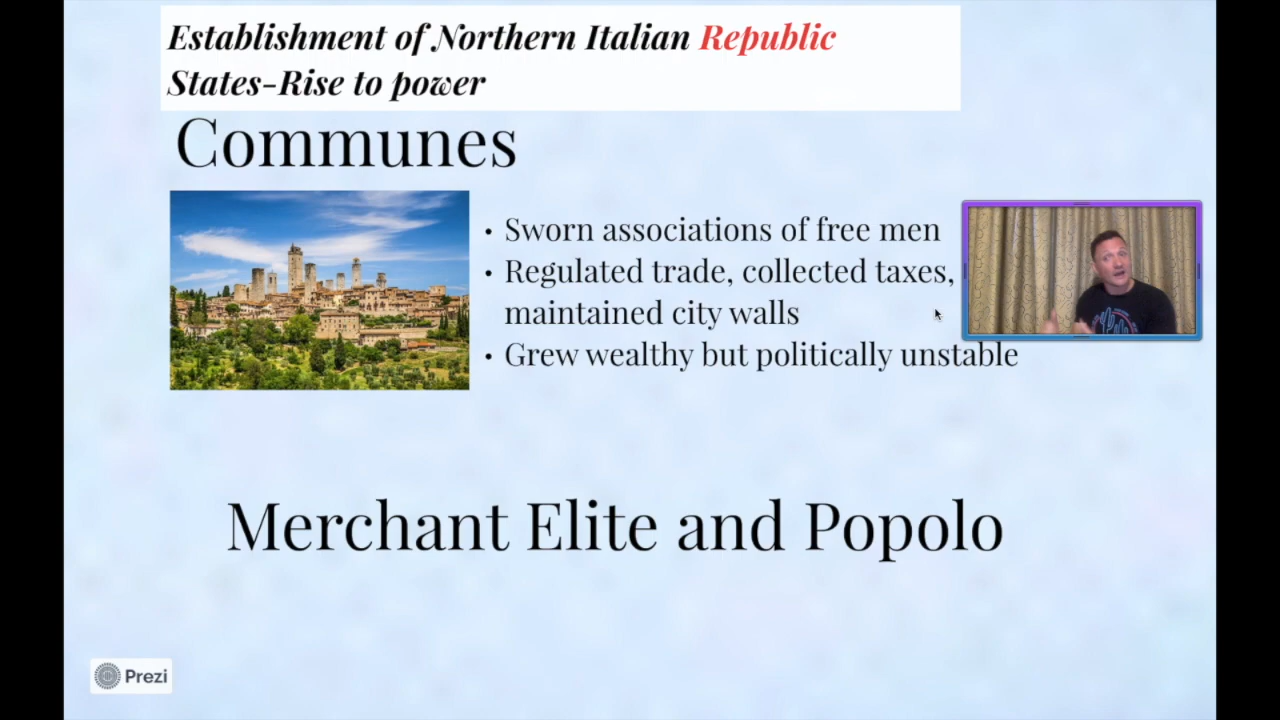 Establishment of Northern Italian Republic
States-Rise to power
Communes
• Sworn associations of free men
• Regulated trade, collected taxes,
maintained city walls
• Grew wealthy but politically unstable
Merchant Elite and Popolo
Prezi